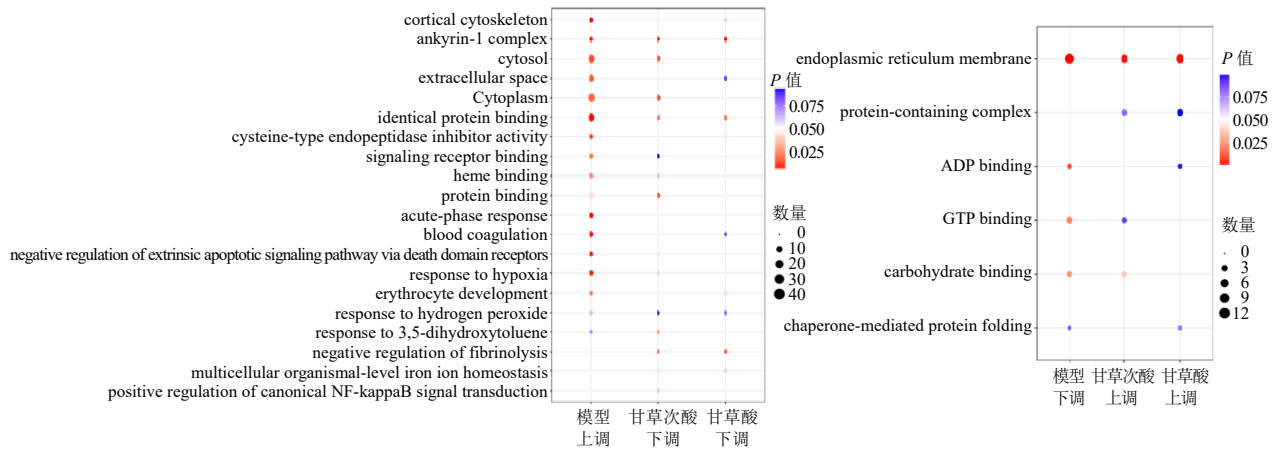 cortical cytoskeleton
ankyrin-1 complex
cytosol
extracellular space
Cytoplasm
identical protein binding
cysteine-type endopeptidase inhibitor activity
signaling receptor binding
heme binding
protein binding
acute-phase response
blood coagulation
negative regulation of extrinsic apoptotic signaling pathway via death domain receptors
response to hypoxia
erythrocyte development
response to hydrogen peroxide
response to 3,5-dihydroxytoluene
negative regulation of fibrinolysis
multicellular organismal-level iron ion homeostasis
positive regulation of canonical NF-kappaB signal transduction
模型 甘草次酸 甘草酸
上调 下调 下调
P 值
0.075
0.050
0.025
数量
0
10
20
30
40
endoplasmic reticulum membrane
protein-containing complex
ADP binding
GTP binding
carbohydrate binding
chaperone-mediated protein folding
模型 甘草次酸 甘草酸
下调 上调 上调
P 值
0.075
0.050
0.025
数量
0
3
6
9
12